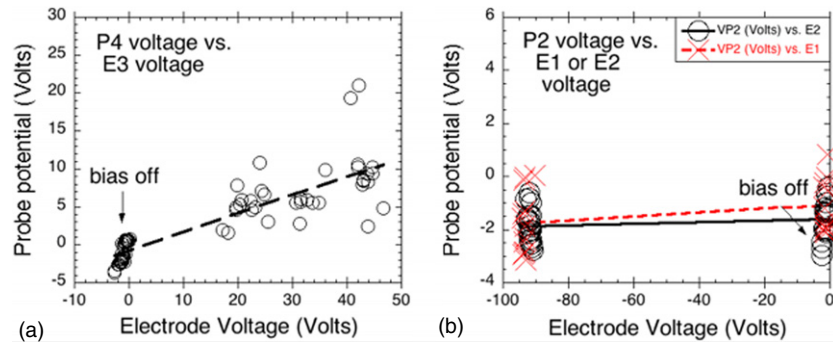 P4 voltage vs.
E3 voltage
bias off
Probe potential (Volts)
30
25
20
15
10
5
0
-5
-10
0
10
20
30
40
50
Electrode Voltage (Volts)
(a)
P2 voltage vs.
E1 or E2
voltage
VP2 (Volts) vs. E2
VP2 (Volts) vs. E1
bias off
Probe potential (Volts)
6
4
2
0
-2
-4
-100
-80
-60
-40
-20
0
Electrode Voltage (Volts)
(b)